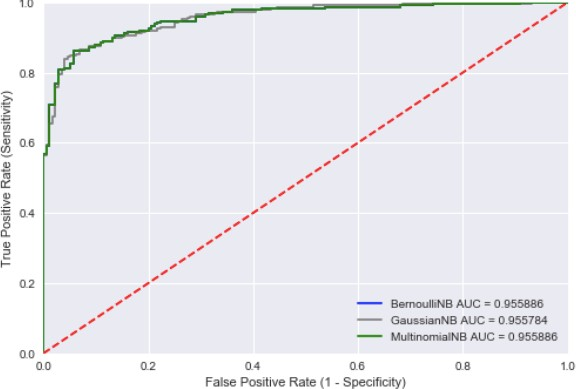 1.0
0.8
0.6
0.4
0.2
0.0
True Positive Rate (Sensitivity)
BernoulliNB AUC = 0.955886
GaussianNB AUC = 0.955784
MultinomialNB AUC = 0.955886
0.0 0.2 0.4 0.6 0.8 1.0
False Positive Rate (1 - Specificity)